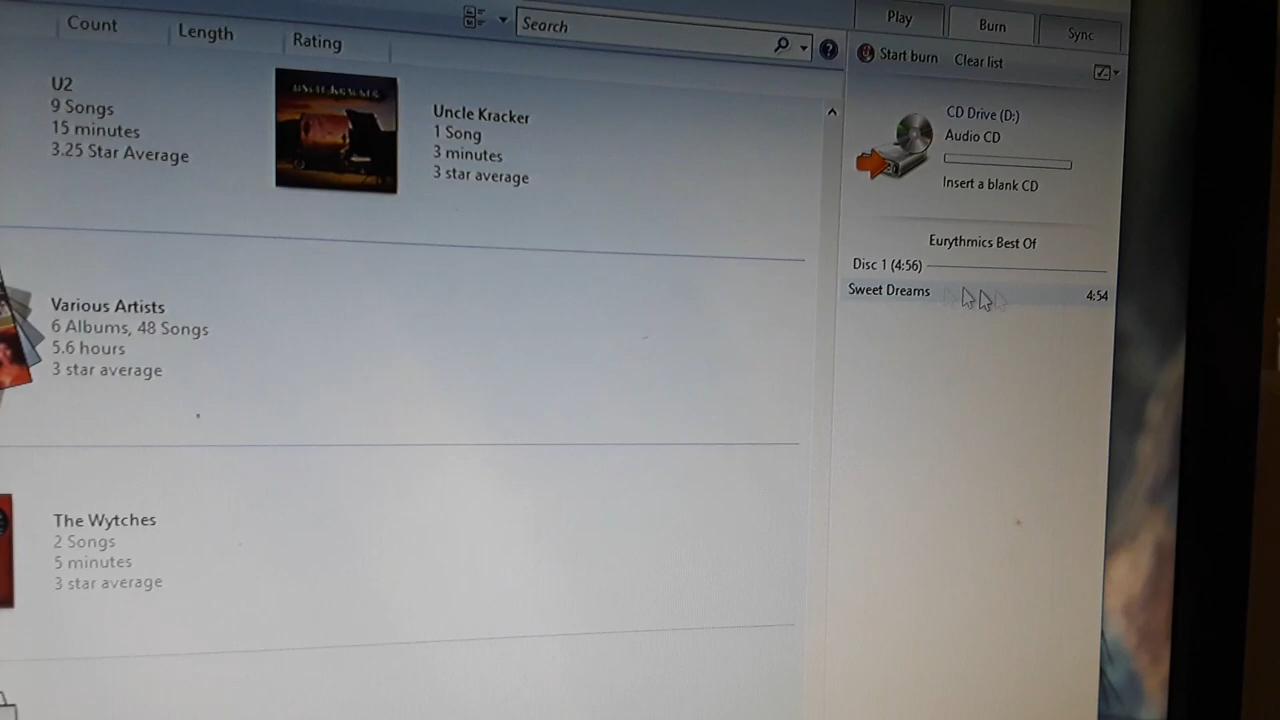 Count
Length
Rating
Search
Play
Burn
Sync
Start burn
Clear list
U2
9 Songs
15 minutes
3.25 Star Average
Uncle Kracker
1 Song
3 minutes
3 star average
CD Drive (D:)
Audio CD
Insert a blank CD
Eurythmics Best Of
Disc 1 (4:56)
Sweet Dreams 4:54
Various Artists
6 Albums, 48 Songs
5.6 hours
3 star average
The Wytches
2 Songs
5 minutes
3 star average